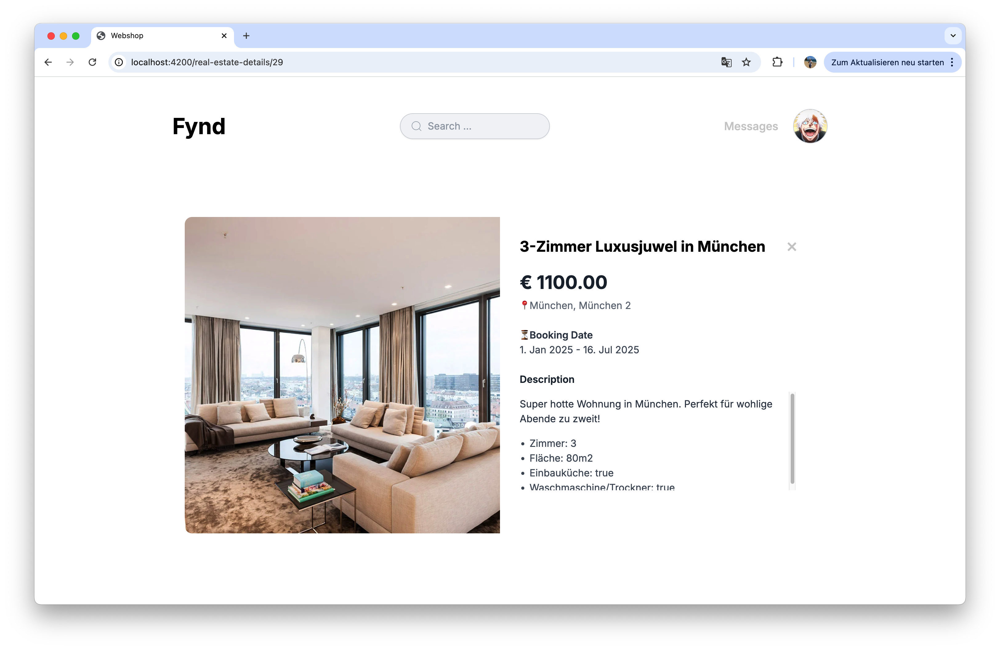 Webshop
localhost:4200/real-estate-details/29
Zum Aktualisieren neu starten
Fynd
Search ...
Messages
3-Zimmer Luxusjuwel in München
€ 1100.00
📍München, München 2
⏳Booking Date
1. Jan 2025 - 16. Jul 2025
Description
Super hotte Wohnung in München. Perfekt für wohlige
Abende zu zweit!
• Zimmer: 3
• Fläche: 80m2
• Einbauküche: true
• Waschmaschine/Trockner: true